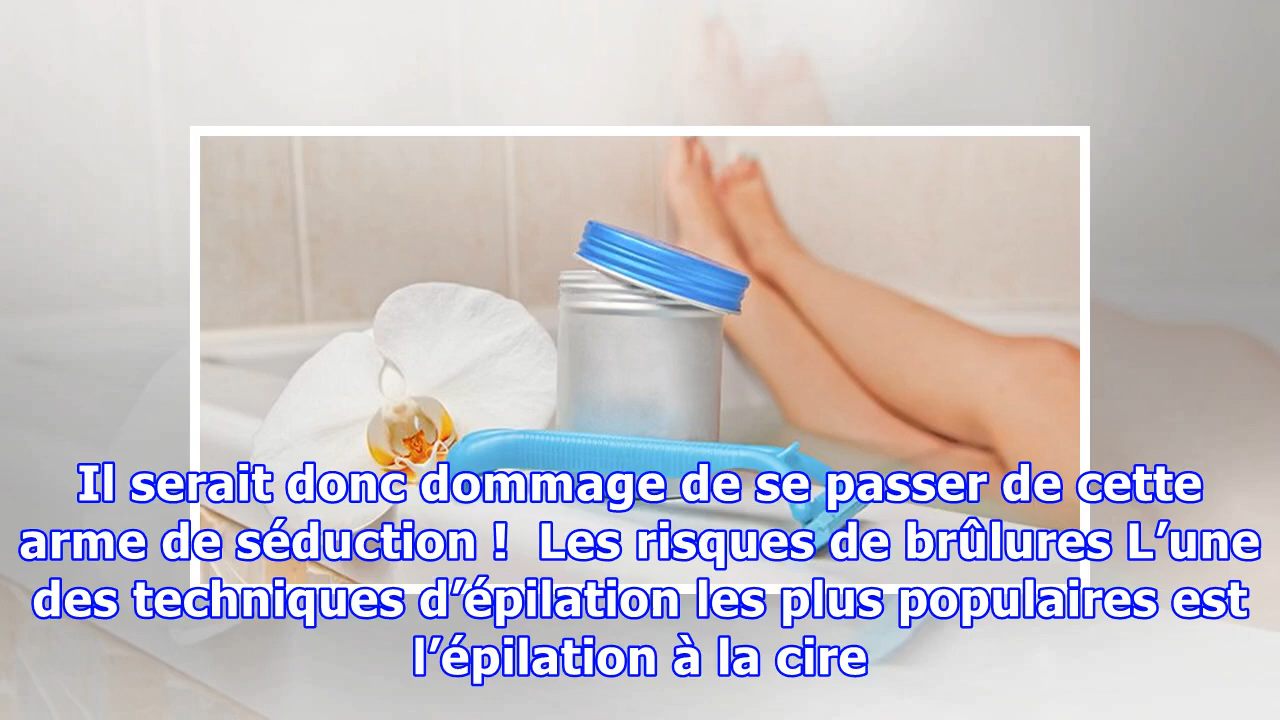 Il serait donc dommage de se passer de cette
arme de séduction !  Les risques de brûlures L’une
des techniques d’épilation les plus populaires est
l’épilation à la cire